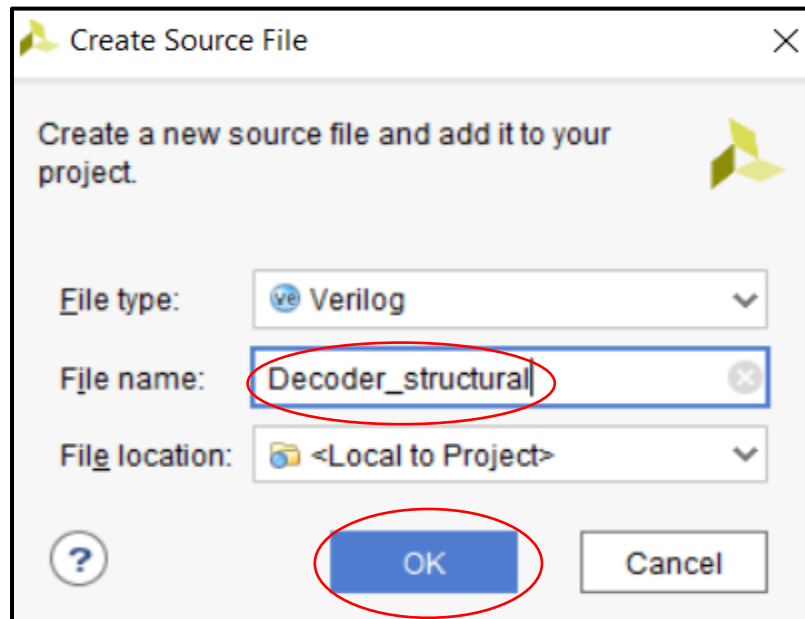 Create Source File
Create a new source file and add it to your
project.
File type: ve Verilog
File name: Decoder_structural
File location: <Local to Project>
? OK Cancel